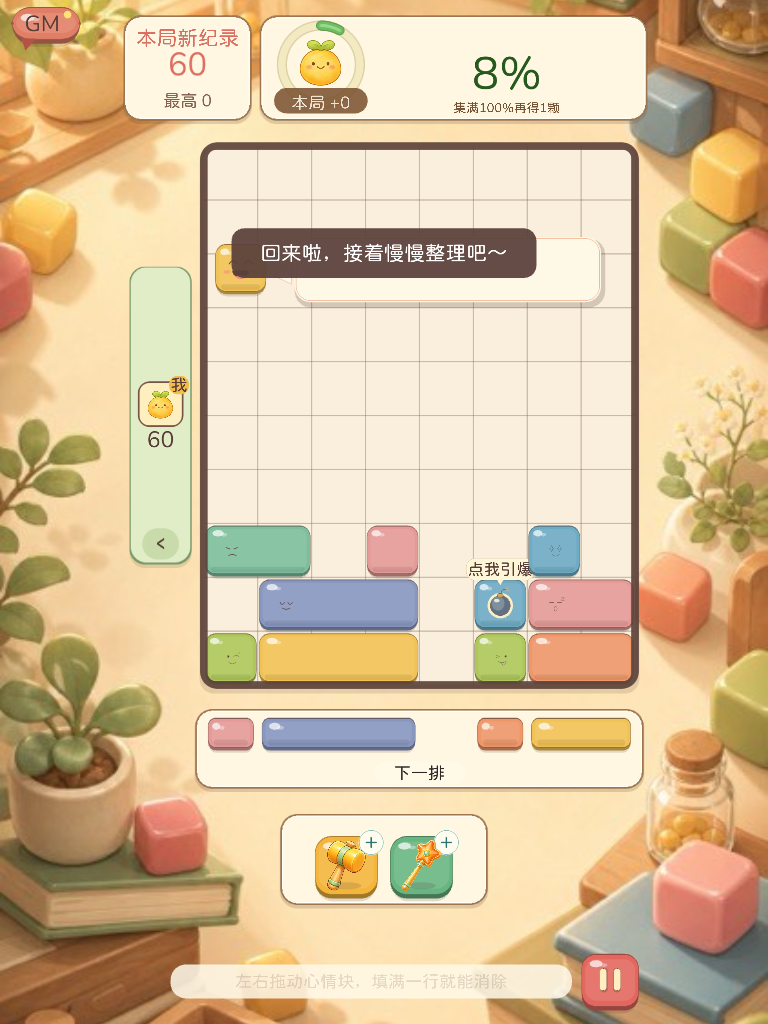 GM
本局新纪录
60
最高 0
本局 +0
8%
集满100%再得1颗
回来啦，接着慢慢整理吧～
我
60
<
点我引爆
下一排
+
+
左右拖动心情块，填满一行就能消除